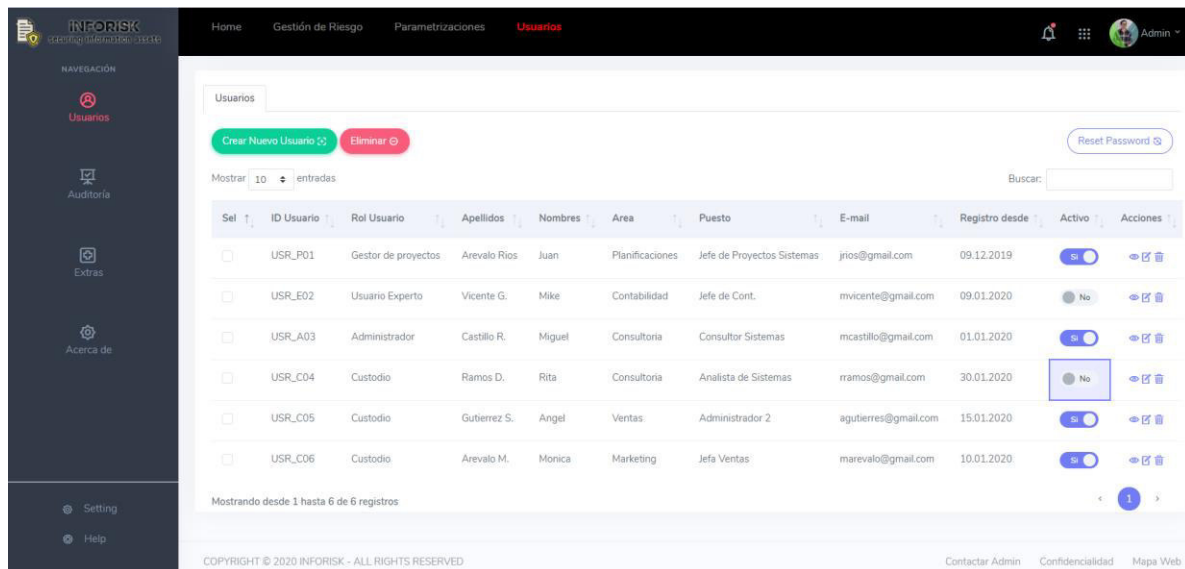 INFORISK
securing information assets
Home Gestión de Riesgo Parametrizaciones Usuarios
Admin
NAVEGACIÓN
Usuarios
Auditoría
Extras
Acerca de
Setting
Help
Usuarios
Crear Nuevo Usuario Eliminar Reset Password
Mostrar 10 entradas Buscar:
Sel ID Usuario Rol Usuario Apellidos Nombres Area Puesto E-mail Registro desde Activo Acciones
USR_P01 Gestor de proyectos Arevalo Rios Juan Planificaciones Jefe de Proyectos Sistemas jrios@gmail.com 09.12.2019 SI
USR_E02 Usuario Experto Vicente G. Mike Contabilidad Jefe de Cont. mvicente@gmail.com 09.01.2020 No
USR_A03 Administrador Castillo R. Miguel Consultoria Consultor Sistemas mcastillo@gmail.com 01.01.2020 SI
USR_C04 Custodio Ramos D. Rita Consultoria Analista de Sistemas rramos@gmail.com 30.01.2020 No
USR_C05 Custodio Gutierrez S. Angel Ventas Administrador 2 agutierres@gmail.com 15.01.2020 SI
USR_C06 Custodio Arevalo M. Monica Marketing Jefa Ventas marevalo@gmail.com 10.01.2020 SI
Mostrando desde 1 hasta 6 de 6 registros 1
COPYRIGHT © 2020 INFORISK - ALL RIGHTS RESERVED Contactar Admin Confidencialidad Mapa Web